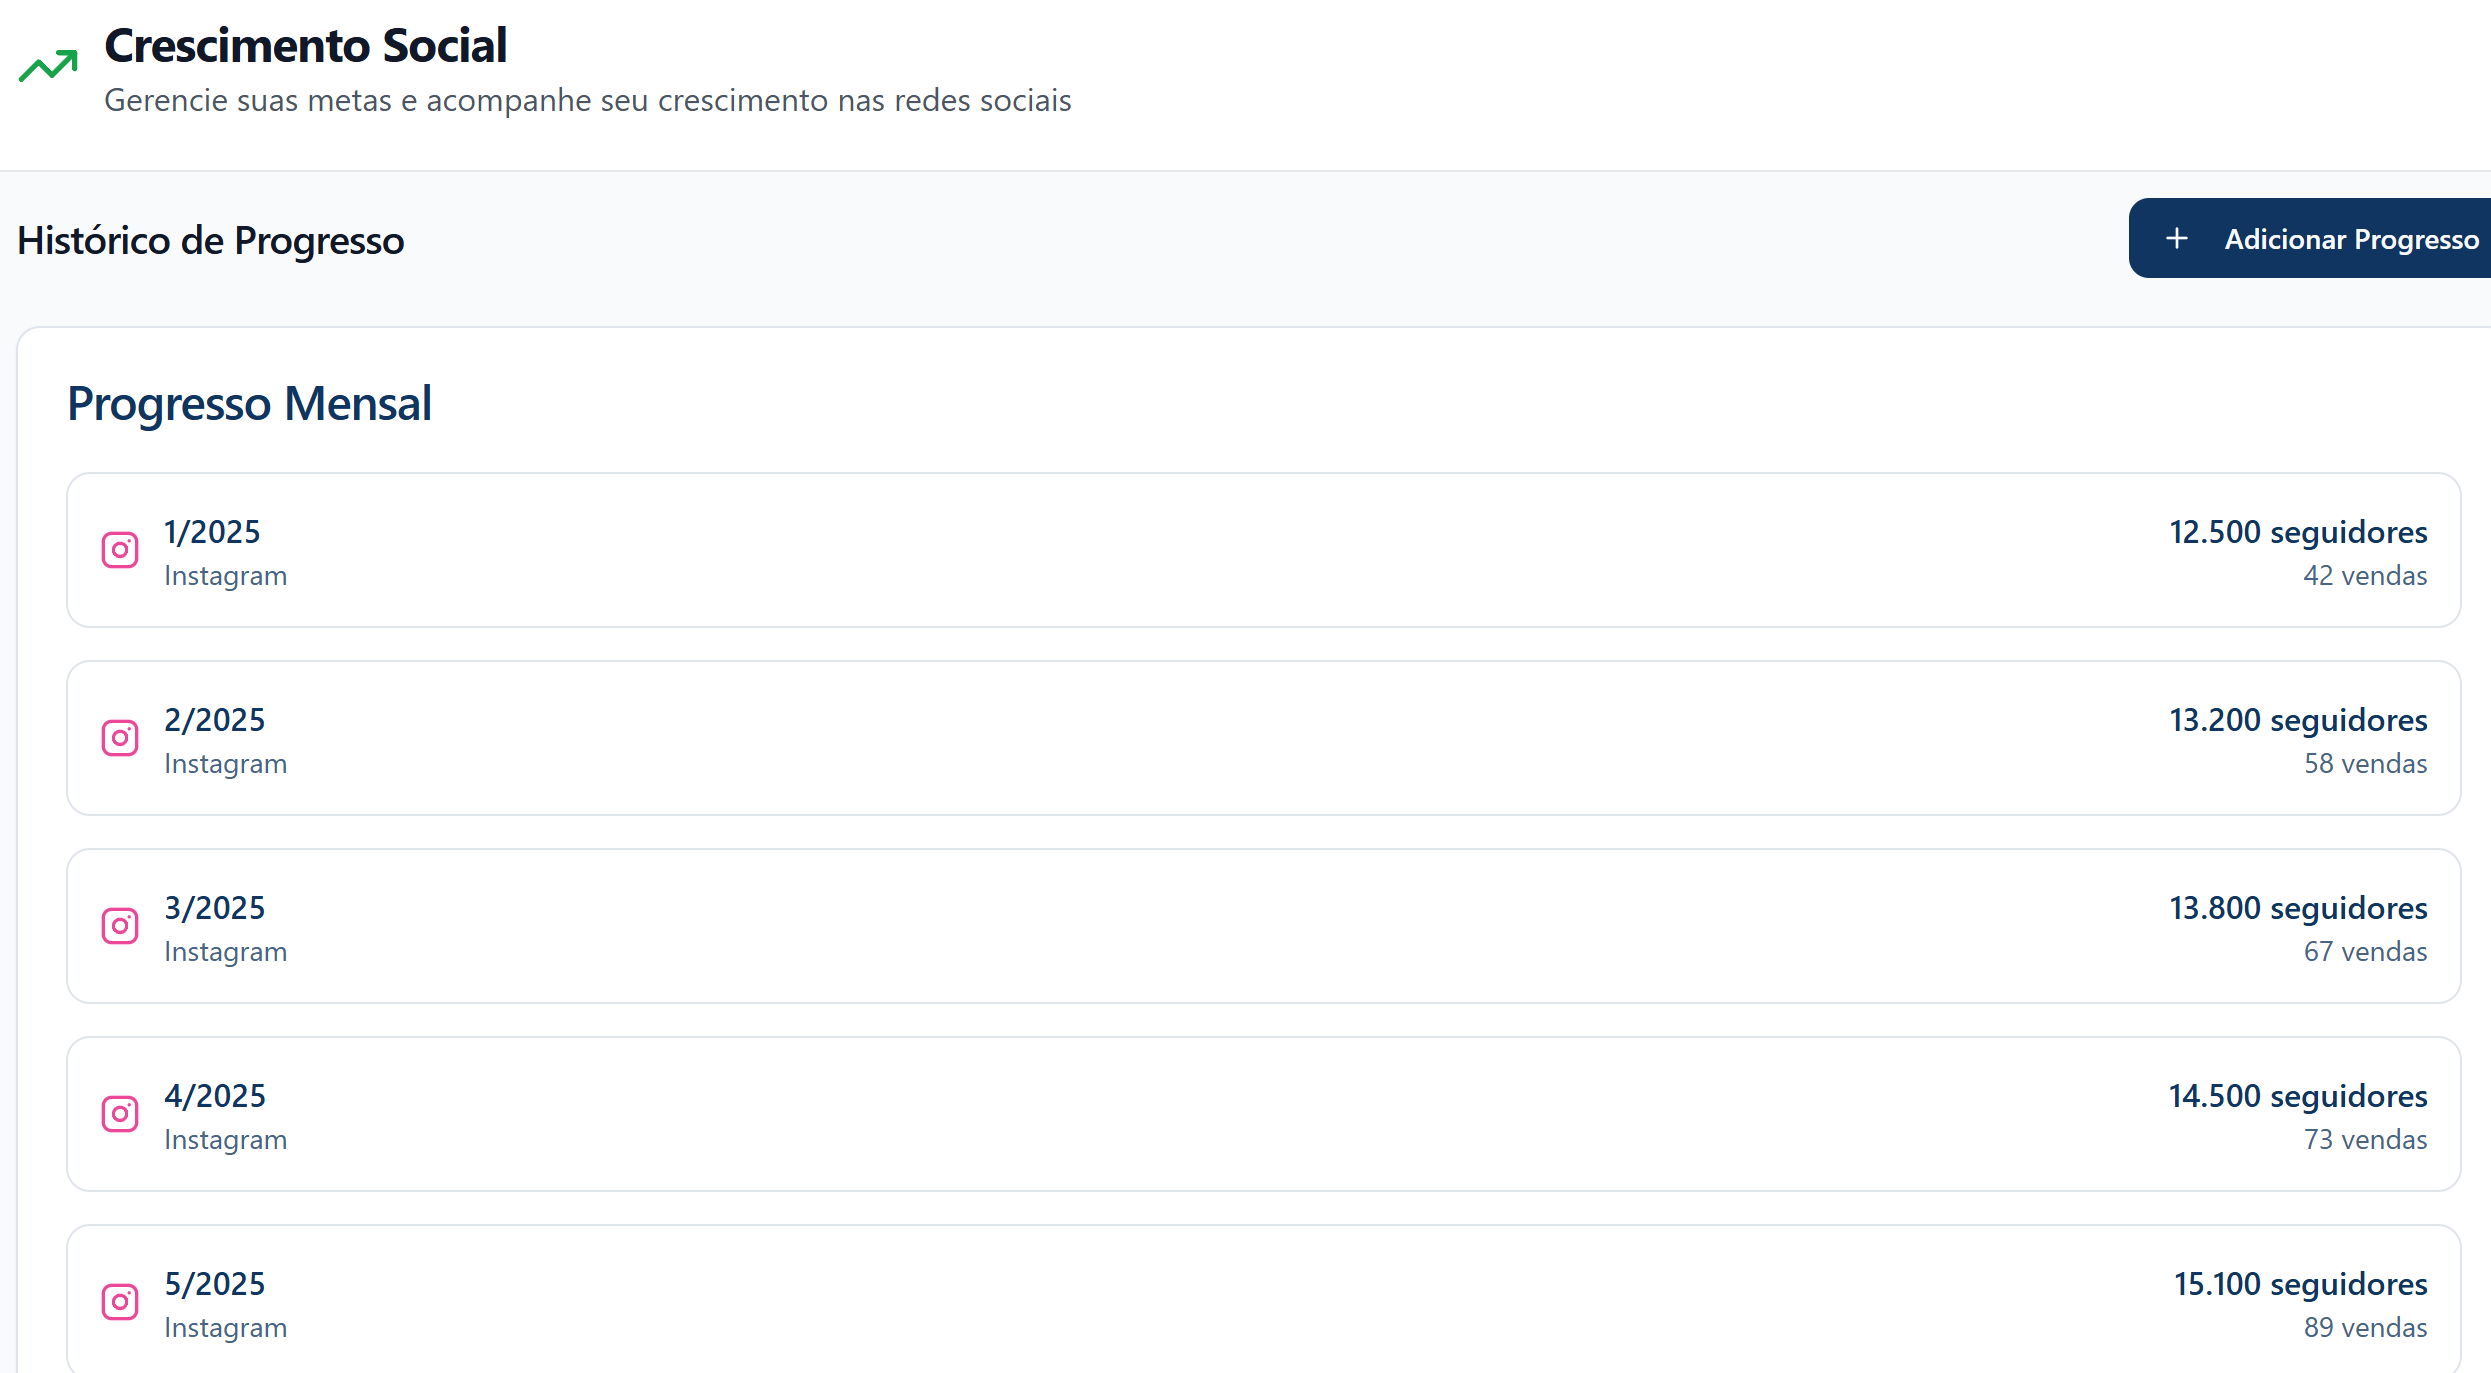 Crescimento Social
Gerencie suas metas e acompanhe seu crescimento nas redes sociais
Histórico de Progresso
+ Adicionar Progresso
Progresso Mensal
1/2025
Instagram
12.500 seguidores
42 vendas
2/2025
Instagram
13.200 seguidores
58 vendas
3/2025
Instagram
13.800 seguidores
67 vendas
4/2025
Instagram
14.500 seguidores
73 vendas
5/2025
Instagram
15.100 seguidores
89 vendas